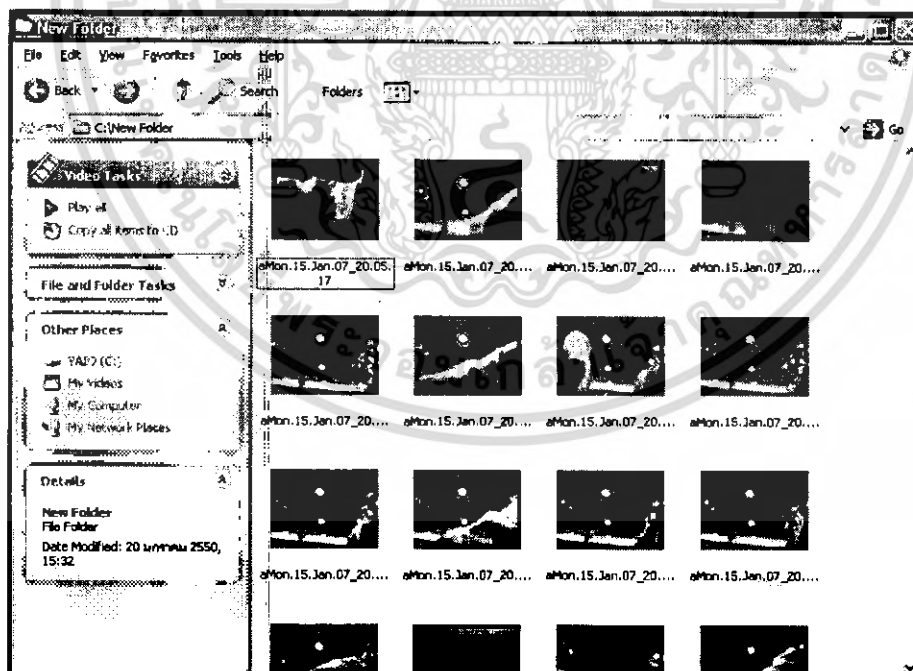 New Folder
File Edit View Favorites Tools Help
Back Search Folders
C:\New Folder Go
Video Tasks
Play all
Copy all items to CD
File and Folder Tasks
Other Places
My Videos
My Computer
My Network Places
Details
New Folder
File Folder
Date Modified: 20 มกราคม 2550,
15:32
aMon.15.Jan.07_20.05.
17
aMon.15.Jan.07_20.... aMon.15.Jan.07_20.... aMon.15.Jan.07_20....
aMon.15.Jan.07_20.... aMon.15.Jan.07_20.... aMon.15.Jan.07_20.... aMon.15.Jan.07_20....
aMon.15.Jan.07_20.... aMon.15.Jan.07_20.... aMon.15.Jan.07_20.... aMon.15.Jan.07_20....